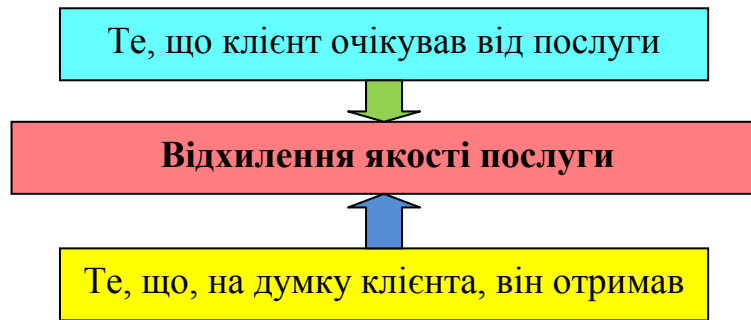 Те, що клієнт очікував від послуги
Відхилення якості послуги
Те, що, на думку клієнта, він отримав